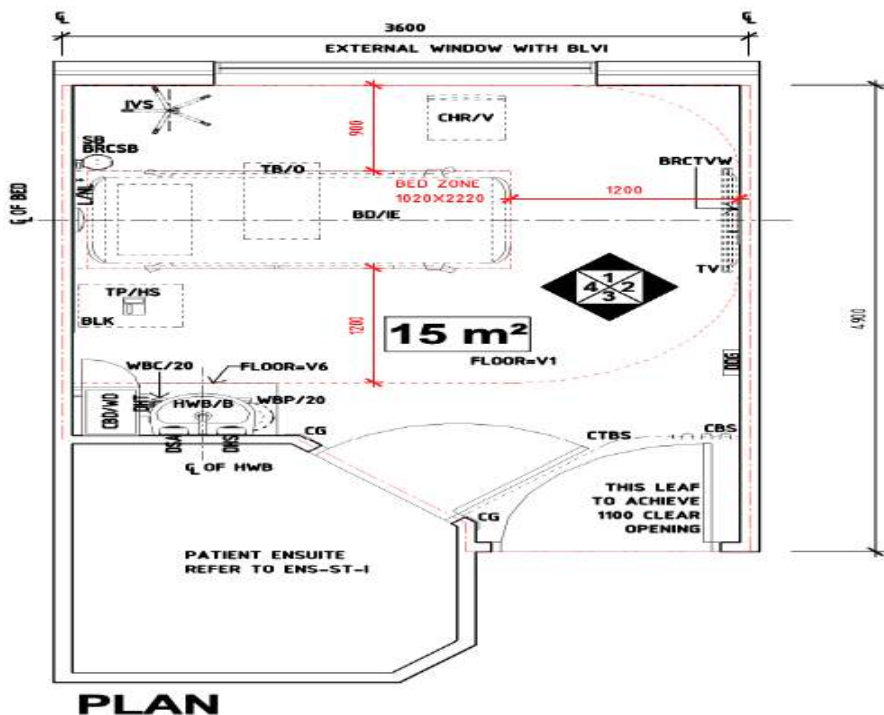 ℄
3600
℄
EXTERNAL WINDOW WITH BLVI
IVS
CHR/V
900
SB
BRCSB
TB/O
BRCTVW
BED ZONE
1020X2220
1200
℄ OF BED
BD/IE
TV
TP/HS
BLK
1200
1
4 2
3
15 m²
4900
WBC/20
FLOOR=V6
FLOOR=V1
HWB/B
WBP/20
CBD/WD
DHT
CG
CTBS
CBS
DSA
DHS
℄ OF HWB
THIS LEAF
TO ACHIEVE
1100 CLEAR
OPENING
CG
PATIENT ENSUITE
REFER TO ENS-ST-I
PLAN